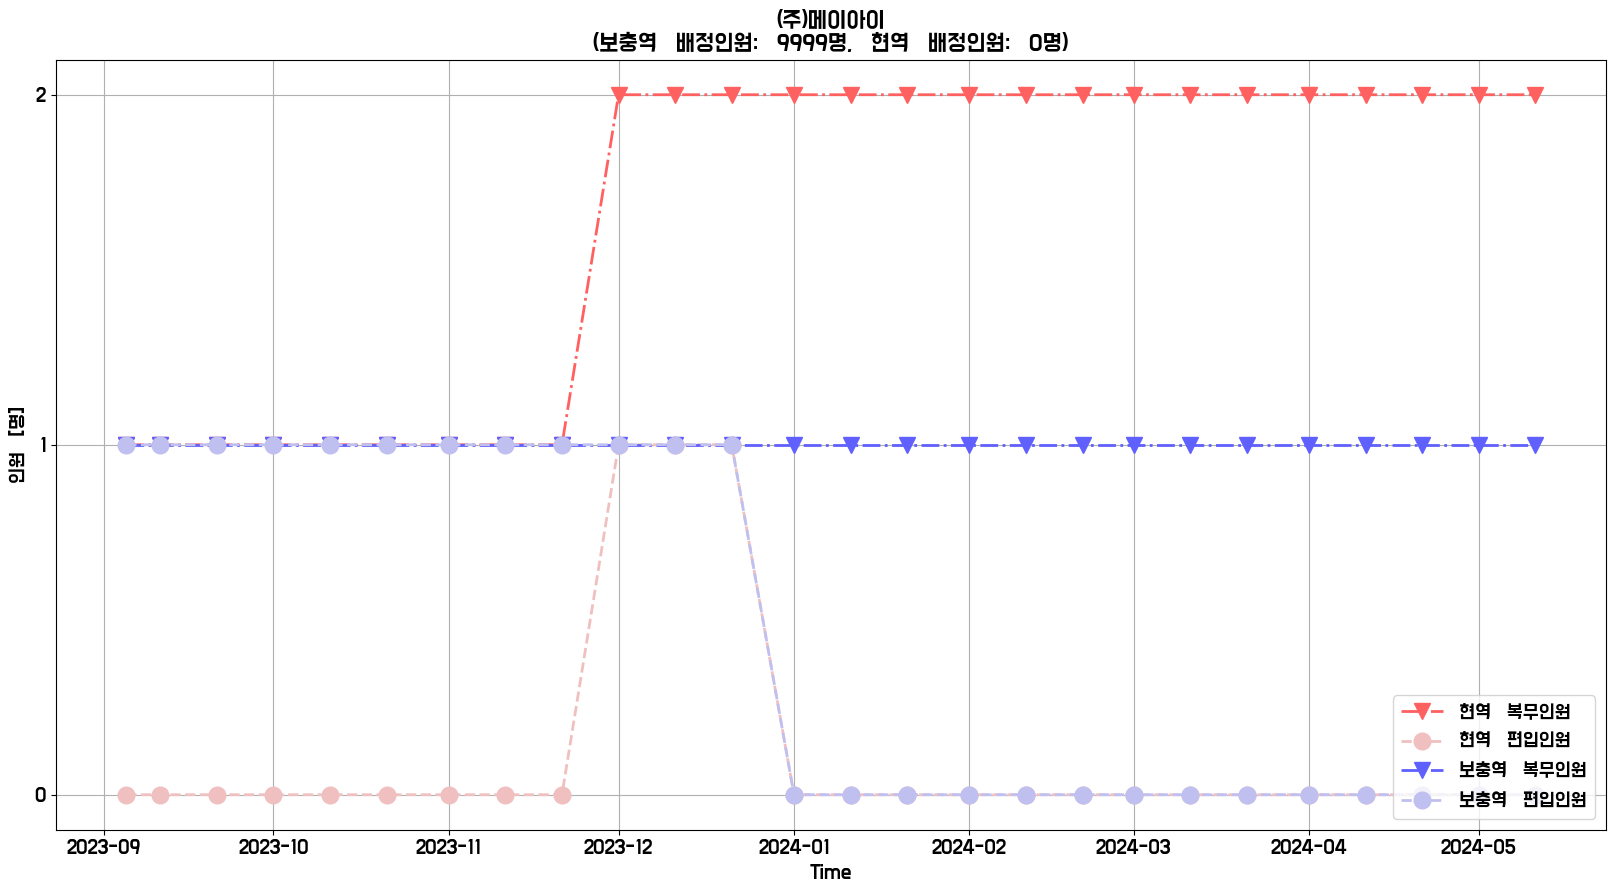 (주)메이아이
(보충역 배정인원: 9999명, 현역 배정인원: 0명)
2
1
0
인원 [명]
현역 복무인원
현역 편입인원
보충역 복무인원
보충역 편입인원
2023-09 2023-10 2023-11 2023-12 2024-01 2024-02 2024-03 2024-04 2024-05
Time